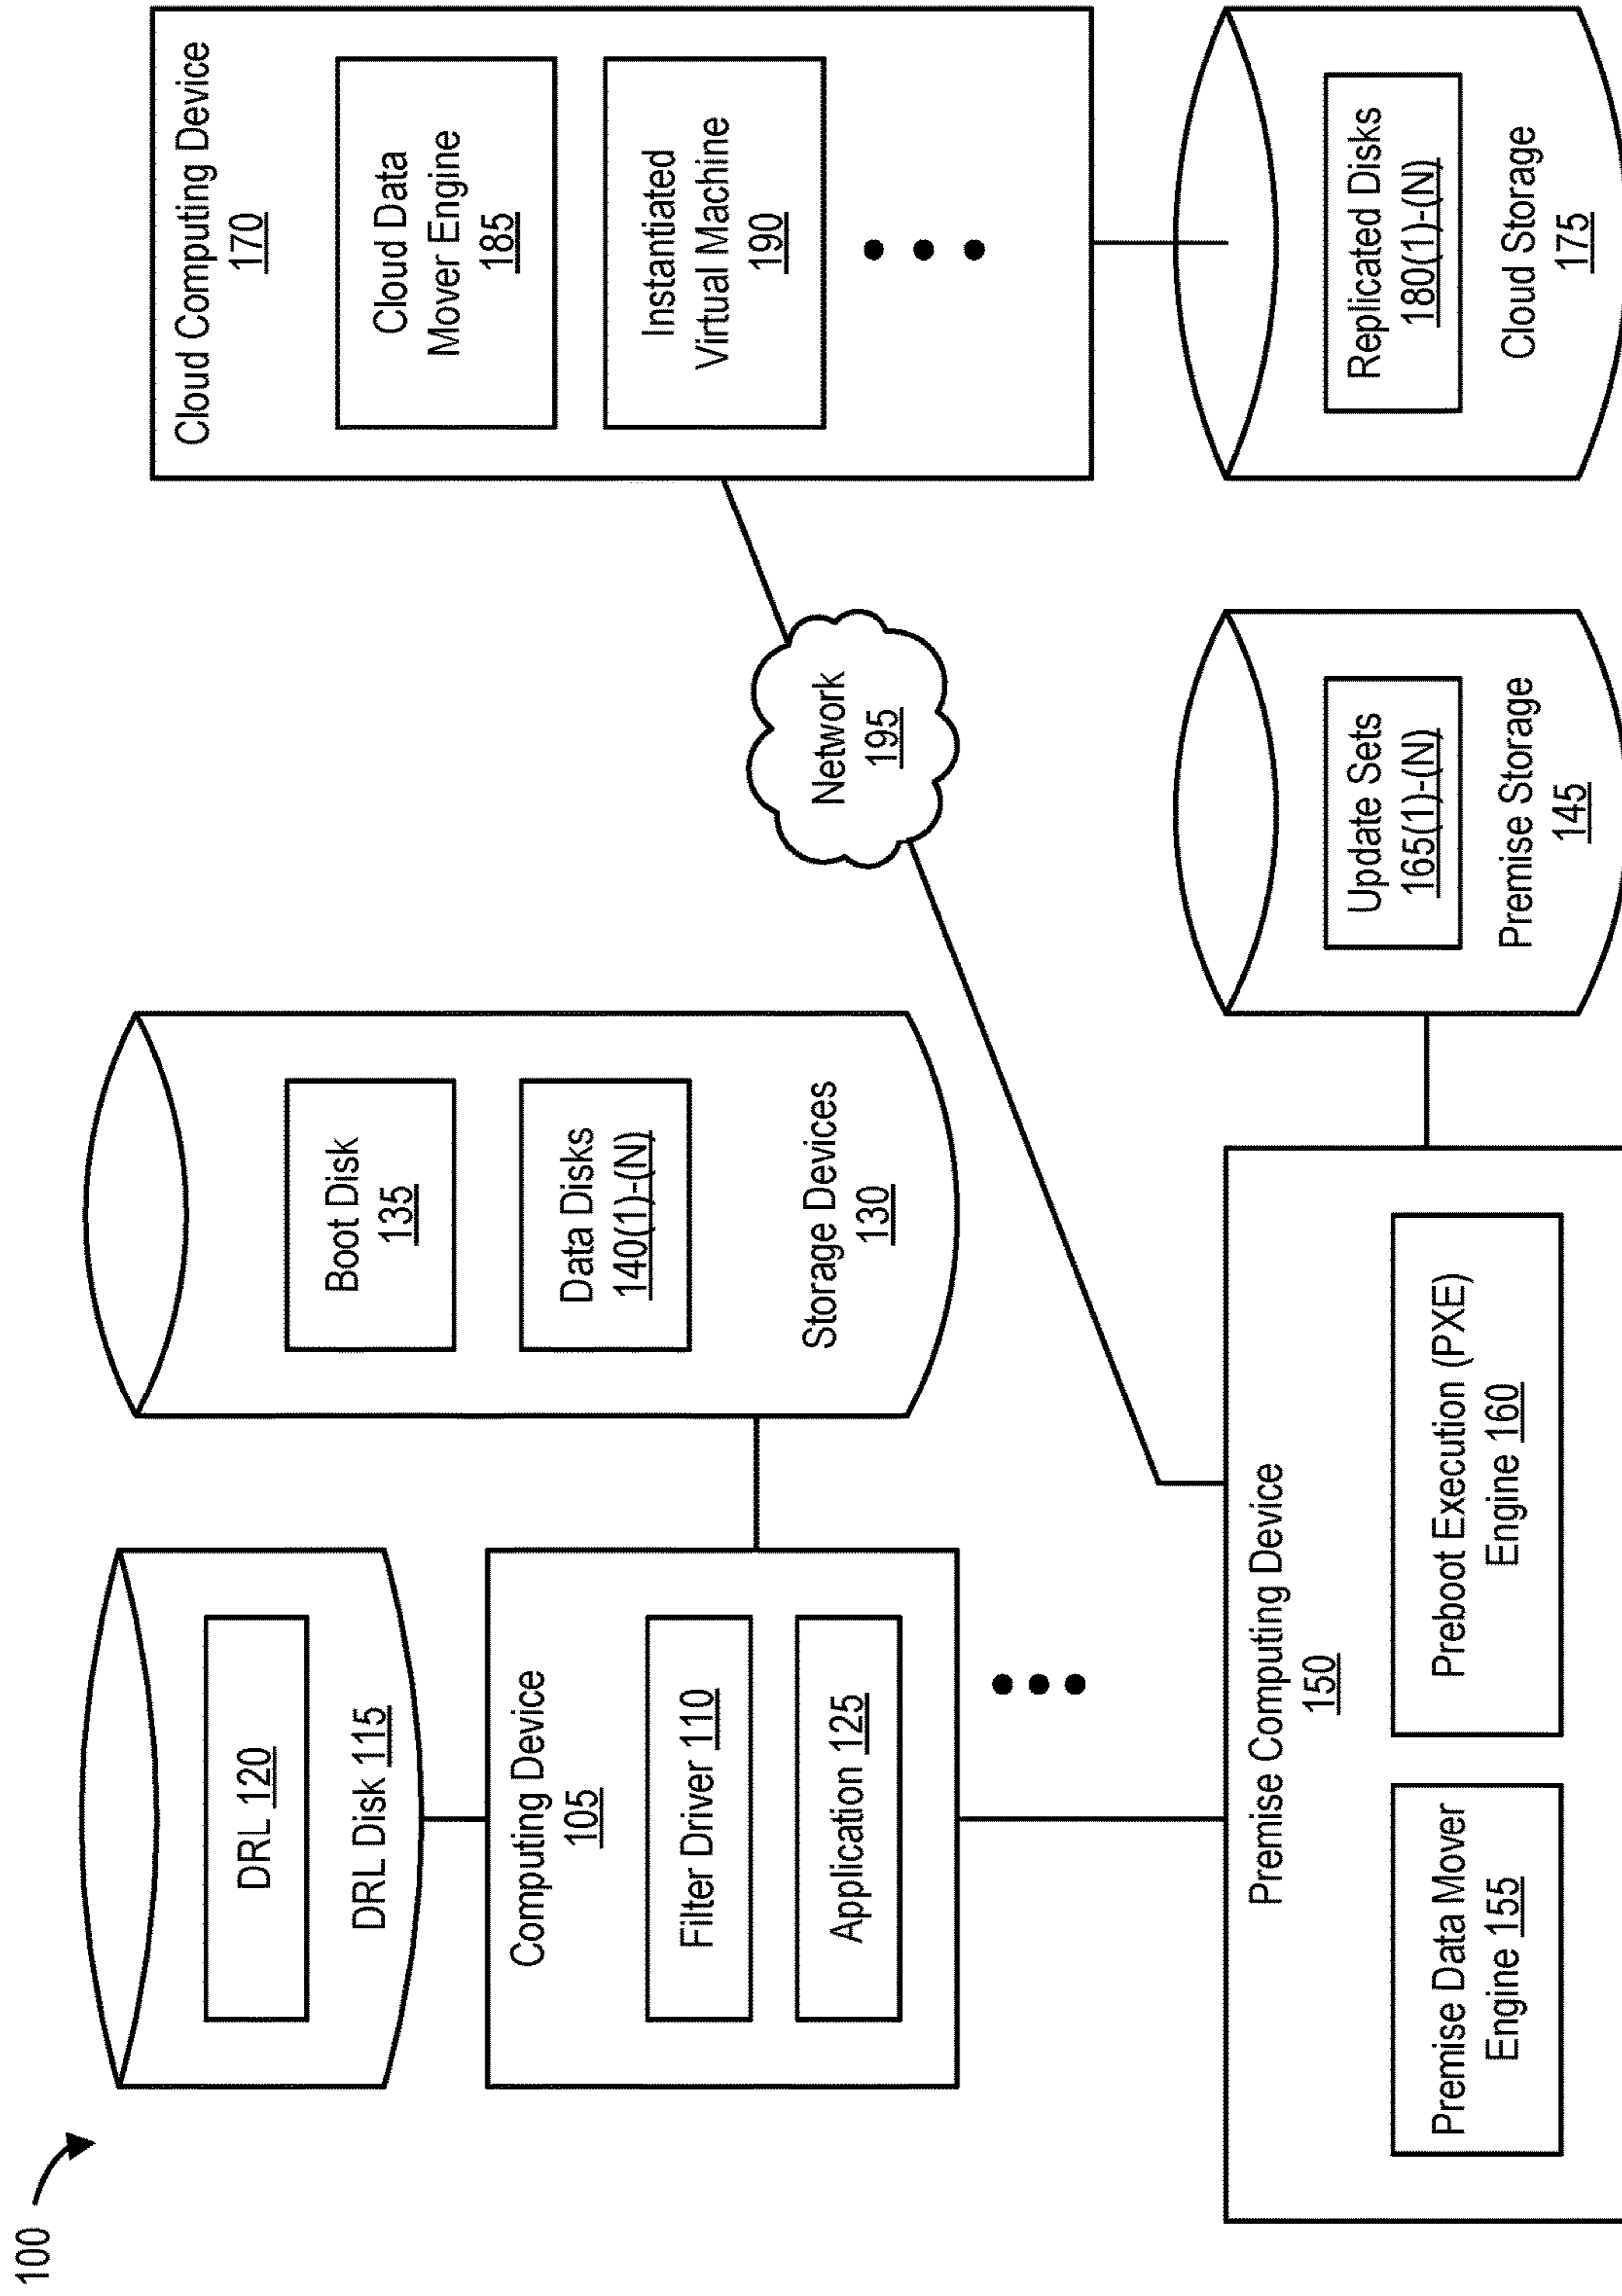 100
DRL 120
DRL Disk 115
Computing Device
105
Filter Driver 110
Application 125
Boot Disk
135
Data Disks
140(1)-(N)
Storage Devices
130
Cloud Computing Device
170
Cloud Data
Mover Engine
185
Instantiated
Virtual Machine
190
Network
195
Premise Computing Device
150
Premise Data Mover
Engine 155
Preboot Execution (PXE)
Engine 160
Update Sets
165(1)-(N)
Premise Storage
145
Replicated Disks
180(1)-(N)
Cloud Storage
175